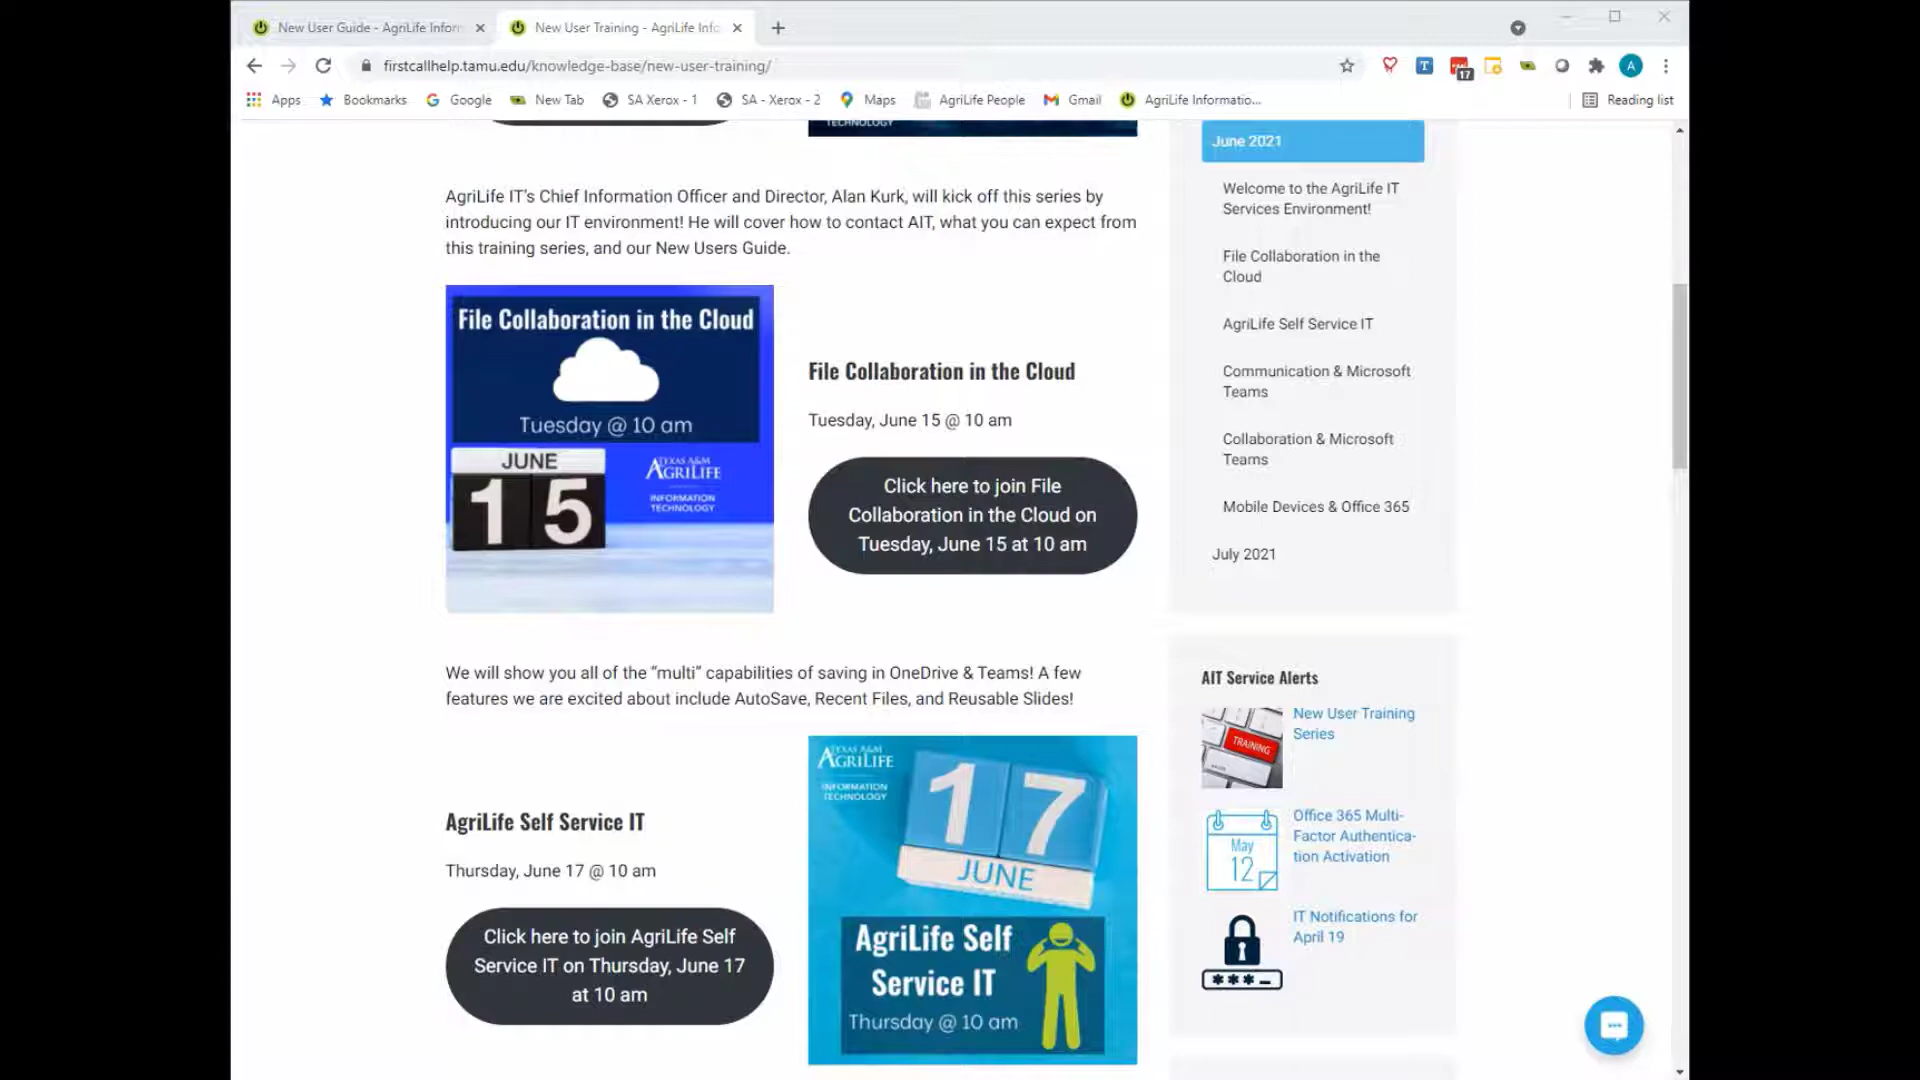 New User Guide - AgriLife Inform
New User Training - AgriLife Info
firstcallhelp.tamu.edu/knowledge-base/new-user-training/
T
17
A
Apps
Bookmarks
Google
New Tab
SA Xerox - 1
SA - Xerox - 2
Maps
AgriLife People
Gmail
AgriLife Informatio...
Reading list
TECHNOLOGY
AgriLife IT's Chief Information Officer and Director, Alan Kurk, will kick off this series by
introducing our IT environment! He will cover how to contact AIT, what you can expect from
this training series, and our New Users Guide.
File Collaboration in the Cloud
Tuesday @ 10 am
JUNE
15
TEXAS A&M
AGRILIFE
INFORMATION
TECHNOLOGY
File Collaboration in the Cloud
Tuesday, June 15 @ 10 am
Click here to join File
Collaboration in the Cloud on
Tuesday, June 15 at 10 am
We will show you all of the “multi” capabilities of saving in OneDrive & Teams! A few
features we are excited about include AutoSave, Recent Files, and Reusable Slides!
AgriLife Self Service IT
Thursday, June 17 @ 10 am
Click here to join AgriLife Self
Service IT on Thursday, June 17
at 10 am
TEXAS A&M
AGRILIFE
INFORMATION
TECHNOLOGY
17
JUNE
AgriLife Self
Service IT
Thursday @ 10 am
June 2021
Welcome to the AgriLife IT
Services Environment!
File Collaboration in the
Cloud
AgriLife Self Service IT
Communication & Microsoft
Teams
Collaboration & Microsoft
Teams
Mobile Devices & Office 365
July 2021
AIT Service Alerts
TRAINING
New User Training
Series
May
12
Office 365 Multi-
Factor Authentica-
tion Activation
***_
IT Notifications for
April 19